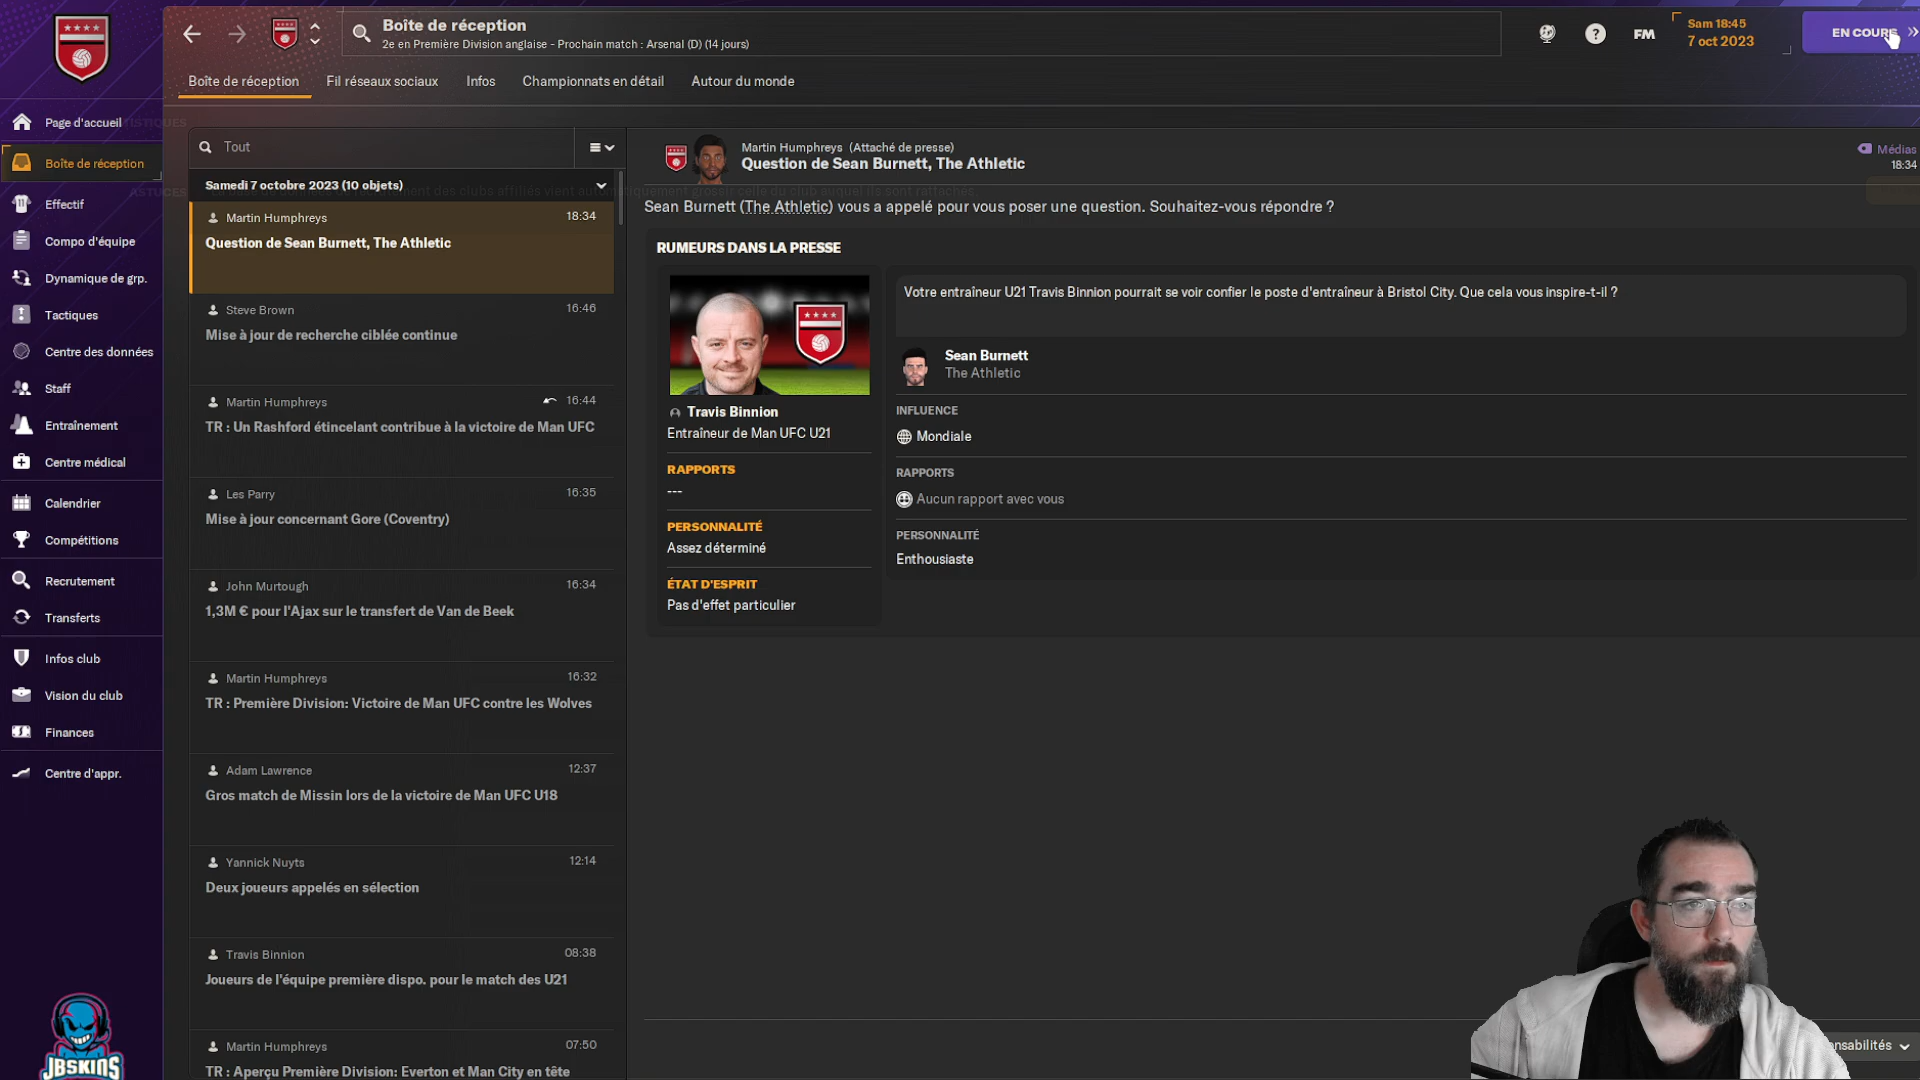 Boîte de réception
2e en Première Division anglaise - Prochain match : Arsenal (D) (14 jours)
FM
Sam 18:45
7 oct 2023
EN COURS
Boîte de réception
Fil réseaux sociaux
Infos
Championnats en détail
Autour du monde
Page d'accueil
Boîte de réception
Effectif
Compo d'équipe
Dynamique de grp.
Tactiques
Centre des données
Staff
Entraînement
Centre médical
Calendrier
Compétitions
Recrutement
Transferts
Infos club
Vision du club
Finances
Centre d'appr.
JBSKINS
Tout
Samedi 7 octobre 2023 (10 objets)
Martin Humphreys 18:34
Question de Sean Burnett, The Athletic
Steve Brown 16:46
Mise à jour de recherche ciblée continue
Martin Humphreys 16:44
TR : Un Rashford étincelant contribue à la victoire de Man UFC
Les Parry 16:35
Mise à jour concernant Gore (Coventry)
John Murtough 16:34
1,3M € pour l'Ajax sur le transfert de Van de Beek
Martin Humphreys 16:32
TR : Première Division: Victoire de Man UFC contre les Wolves
Adam Lawrence 12:37
Gros match de Missin lors de la victoire de Man UFC U18
Yannick Nuyts 12:14
Deux joueurs appelés en sélection
Travis Binnion 08:38
Joueurs de l'équipe première dispo. pour le match des U21
Martin Humphreys 07:50
TR : Aperçu Première Division: Everton et Man City en tête
Martin Humphreys (Attaché de presse)
Question de Sean Burnett, The Athletic
Médias
18:34
Sean Burnett (The Athletic) vous a appelé pour vous poser une question. Souhaitez-vous répondre ?
RUMEURS DANS LA PRESSE
Travis Binnion
Entraîneur de Man UFC U21
RAPPORTS
---
PERSONNALITÉ
Assez déterminé
ÉTAT D'ESPRIT
Pas d'effet particulier
Votre entraîneur U21 Travis Binnion pourrait se voir confier le poste d'entraîneur à Bristol City. Que cela vous inspire-t-il ?
Sean Burnett
The Athletic
INFLUENCE
Mondiale
RAPPORTS
Aucun rapport avec vous
PERSONNALITÉ
Enthousiaste